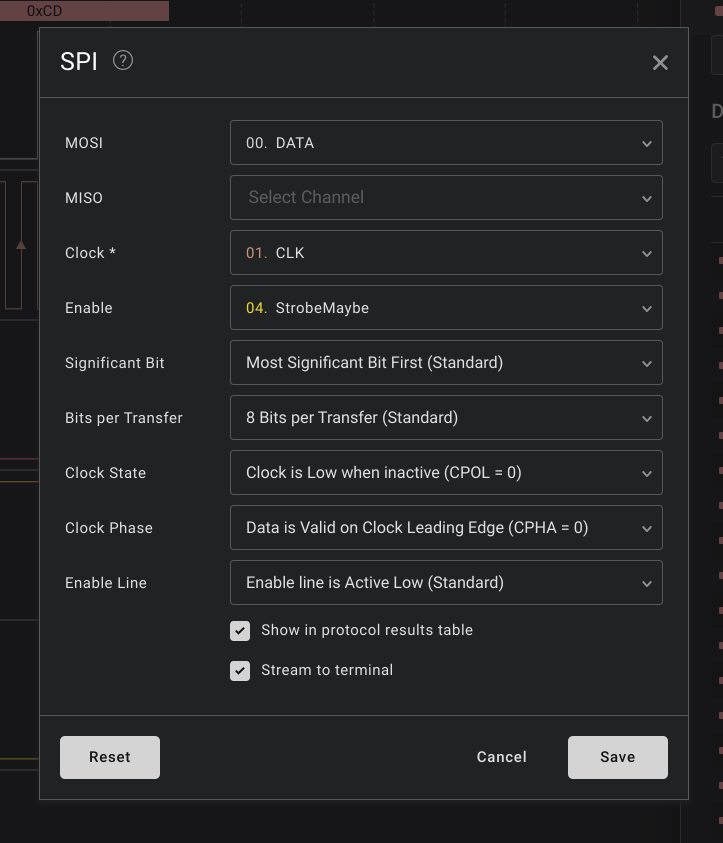 0xCD
SPI ?
MOSI 00. DATA
MISO Select Channel
Clock * 01. CLK
Enable 04. StrobeMaybe
Significant Bit Most Significant Bit First (Standard)
Bits per Transfer 8 Bits per Transfer (Standard)
Clock State Clock is Low when inactive (CPOL = 0)
Clock Phase Data is Valid on Clock Leading Edge (CPHA = 0)
Enable Line Enable line is Active Low (Standard)
Show in protocol results table
Stream to terminal
Reset Cancel Save